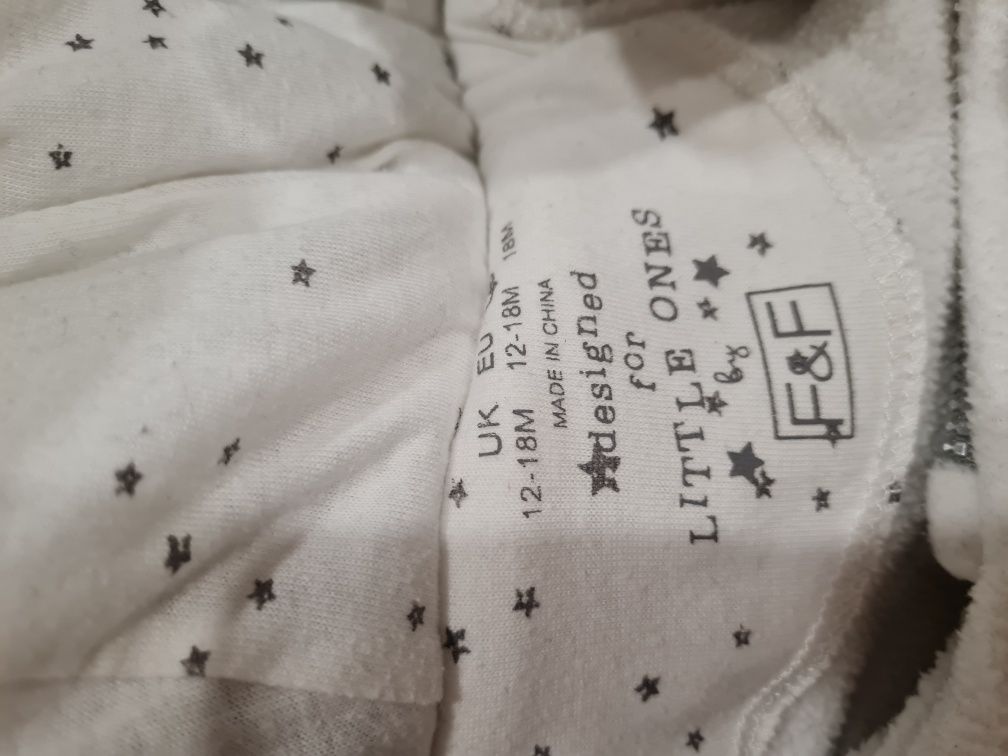 F&F
by
LITTLE ONES
for
designed
MADE IN CHINA
12-18M 12-18M 18M
UK EU